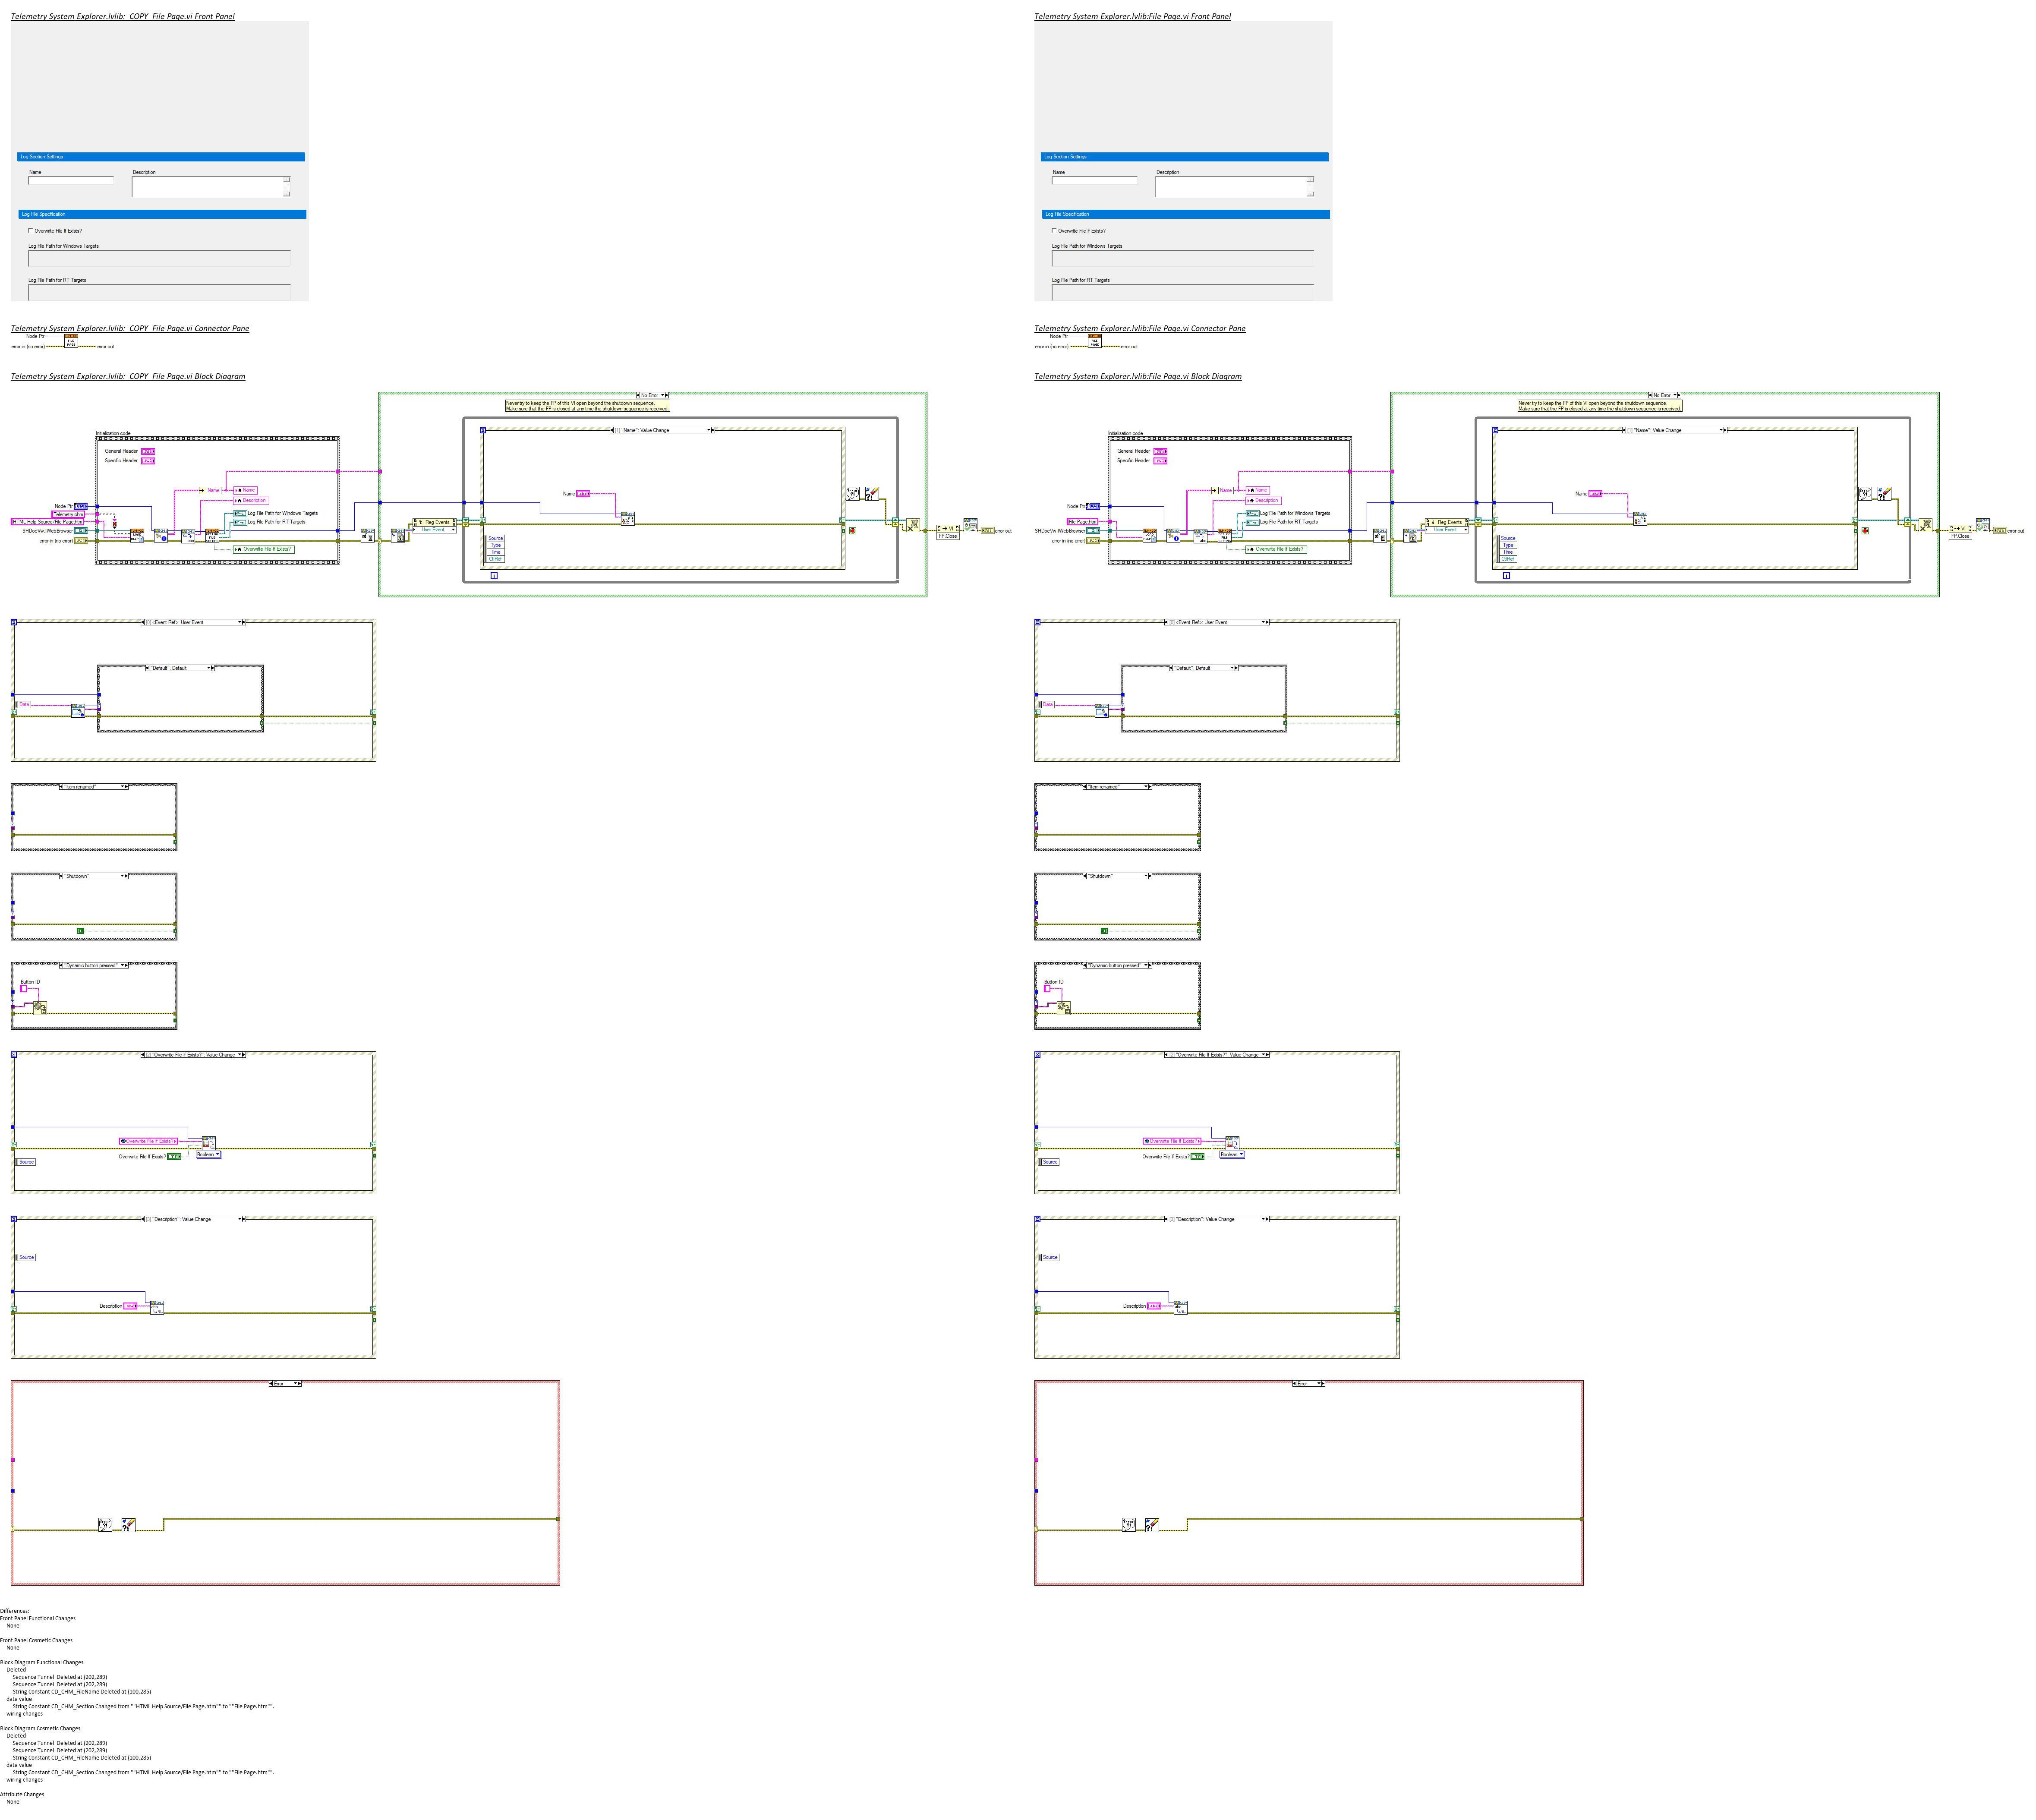 Telemetry System Explorer.lvlib:_COPY_File Page.vi Front Panel
Log Section Settings
Name
Description
Log File Specification
Overwrite File If Exists?
Log File Path for Windows Targets
Log File Path for RT Targets
Telemetry System Explorer.lvlib:_COPY_File Page.vi Connector Pane
Node Ptr
error in (no error)
error out
Telemetry System Explorer.lvlib:_COPY_File Page.vi Block Diagram
No Error
Never try to keep the FP of this VI open beyond the shutdown sequence.
Make sure that the FP is closed at any time the shutdown sequence is received.
"Name": Value Change
Initialization code
General Header
Specific Header
Name
Name
Description
Node Ptr
Telemetry.chm
HTML Help Source/File Page.htm
SHDocVw.IWebBrowser
error in (no error)
Log File Path for Windows Targets
Log File Path for RT Targets
Overwrite File If Exists?
Reg Events
User Event
Name
Source
Type
Time
CtlRef
FP.Close
error out
<Event Ref>: User Event
"Default", Default
Data
"Item renamed"
"Shutdown"
"Dynamic button pressed"
Button ID
"Overwrite File If Exists?": Value Change
Overwrite File If Exists?
Overwrite File If Exists?
Boolean
Source
"Description": Value Change
Source
Description
Error
Telemetry System Explorer.lvlib:File Page.vi Front Panel
Log Section Settings
Name
Description
Log File Specification
Overwrite File If Exists?
Log File Path for Windows Targets
Log File Path for RT Targets
Telemetry System Explorer.lvlib:File Page.vi Connector Pane
Node Ptr
error in (no error)
error out
Telemetry System Explorer.lvlib:File Page.vi Block Diagram
No Error
Never try to keep the FP of this VI open beyond the shutdown sequence.
Make sure that the FP is closed at any time the shutdown sequence is received.
"Name": Value Change
Initialization code
General Header
Specific Header
Name
Name
Description
Node Ptr
File Page.htm
SHDocVw.IWebBrowser
error in (no error)
Log File Path for Windows Targets
Log File Path for RT Targets
Overwrite File If Exists?
Reg Events
User Event
Name
Source
Type
Time
CtlRef
FP.Close
error out
<Event Ref>: User Event
"Default", Default
Data
"Item renamed"
"Shutdown"
"Dynamic button pressed"
Button ID
"Overwrite File If Exists?": Value Change
Overwrite File If Exists?
Overwrite File If Exists?
Boolean
Source
"Description": Value Change
Source
Description
Error
Differences:
Front Panel Functional Changes
None
Front Panel Cosmetic Changes
None
Block Diagram Functional Changes
Deleted
Sequence Tunnel  Deleted at (202,289)
Sequence Tunnel  Deleted at (202,289)
String Constant CD_CHM_FileName Deleted at (100,285)
data value
String Constant CD_CHM_Section Changed from ""HTML Help Source/File Page.htm"" to ""File Page.htm"".
wiring changes
Block Diagram Cosmetic Changes
Deleted
Sequence Tunnel  Deleted at (202,289)
Sequence Tunnel  Deleted at (202,289)
String Constant CD_CHM_FileName Deleted at (100,285)
data value
String Constant CD_CHM_Section Changed from ""HTML Help Source/File Page.htm"" to ""File Page.htm"".
wiring changes
Attribute Changes
None